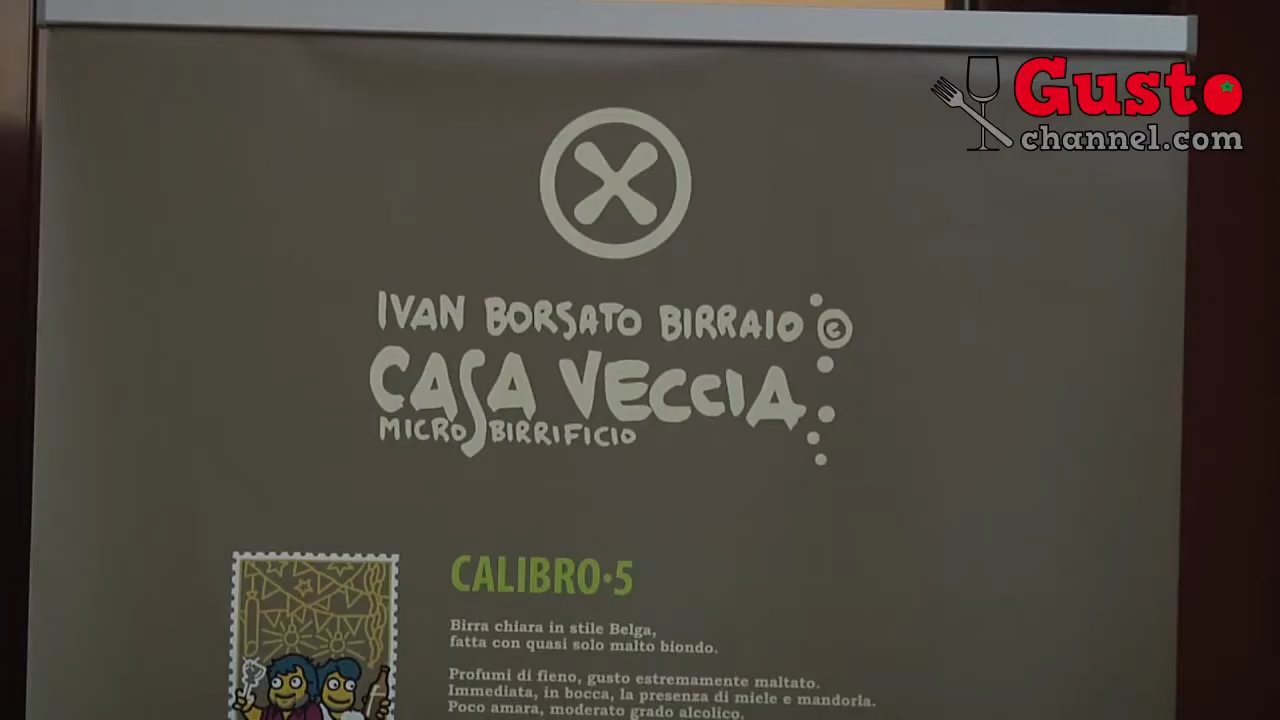 Gusto
channel.com
IVAN BORSATO BIRRAIO e
CASA VECCIA
MICRO BIRRIFICIO
CALIBRO·5
Birra chiara in stile Belga,
fatta con quasi solo malto biondo.
Profumi di fieno, gusto estremamente maltato.
Immediata, in bocca, la presenza di miele e mandorla.
Poco amara, moderato grado alcolico.